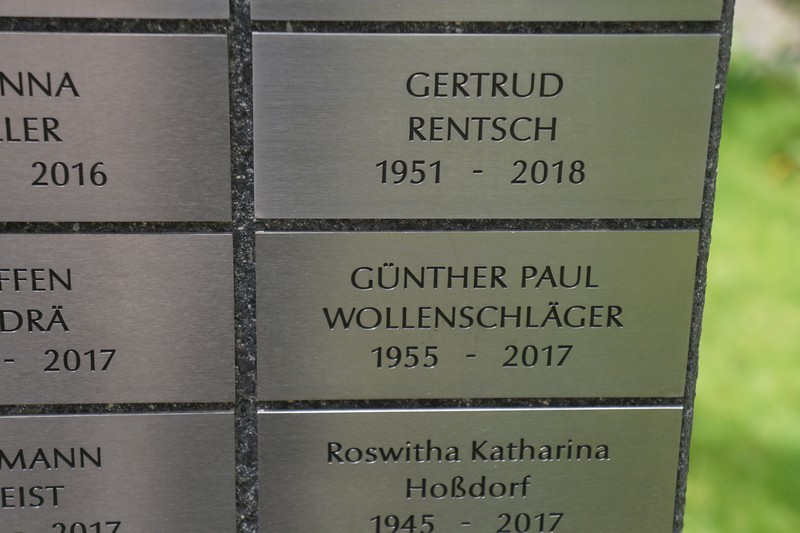 NNA
LLER
2016
GERTRUD
RENTSCH
1951 - 2018
FFEN
DRÄ
- 2017
GÜNTHER PAUL
WOLLENSCHLÄGER
1955 - 2017
MANN
EIST
- 2017
Roswitha Katharina
Hoßdorf
1945 - 2017